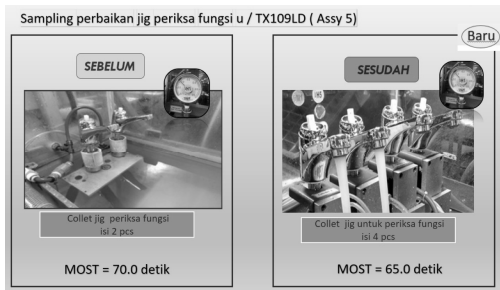 Sampling perbaikan jig periksa fungsi u / TX109LD ( Assy 5)
SEBELUM
Collet jig periksa fungsi
isi 2 pcs
MOST = 70.0 detik
Baru
SESUDAH
Collet jig untuk periksa fungsi
isi 4 pcs
MOST = 65.0 detik